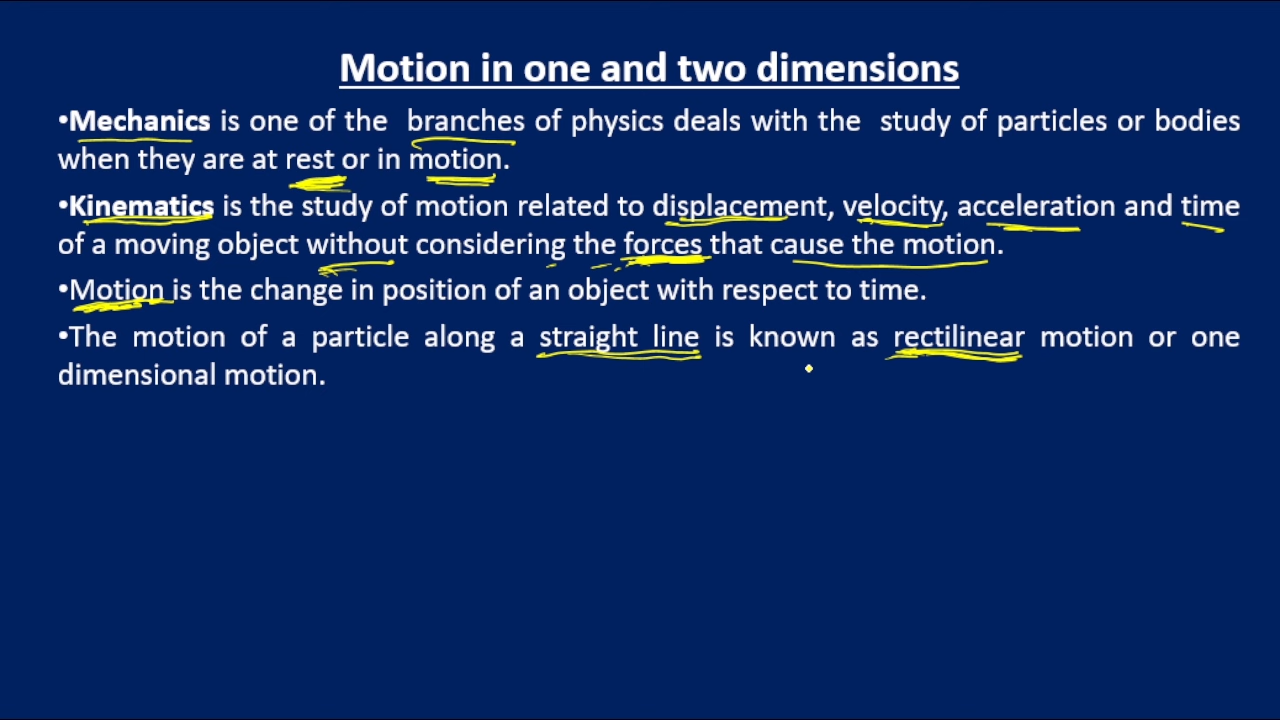 Motion in one and two dimensions
•Mechanics is one of the branches of physics deals with the study of particles or bodies
when they are at rest or in motion.
•Kinematics is the study of motion related to displacement, velocity, acceleration and time
of a moving object without considering the forces that cause the motion.
•Motion is the change in position of an object with respect to time.
•The motion of a particle along a straight line is known as rectilinear motion or one
dimensional motion.